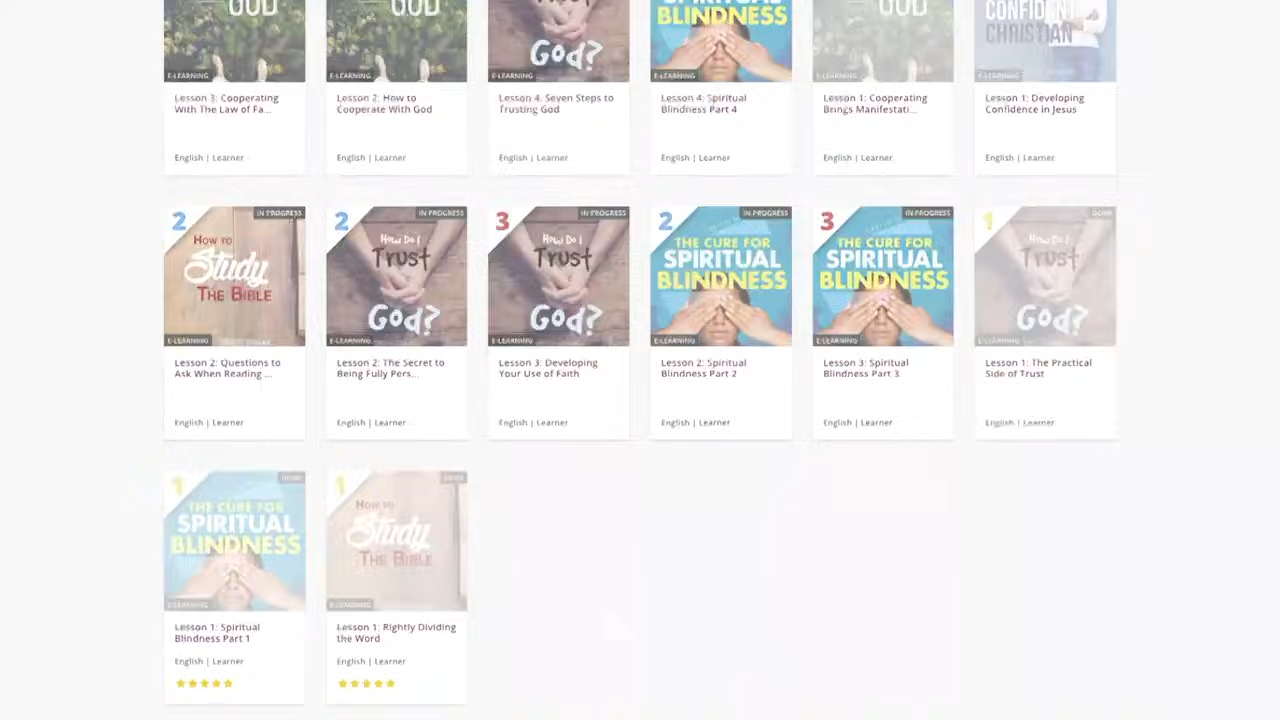 GOD
GOD
Trust
SPIRITUAL
GOD
CONFIDENT
God?
BLINDNESS
CHRISTIAN
E-LEARNING
E-LEARNING
E-LEARNING
E-LEARNING
E-LEARNING
E-LEARNING
Lesson 3: Cooperating
With The Law of Fa...
Lesson 2: How to
Cooperate With God
Lesson 4: Seven Steps to
Trusting God
Lesson 4: Spiritual
Blindness Part 4
Lesson 1: Cooperating
Brings Manifestati...
Lesson 1: Developing
Confidence in Jesus
English | Learner
English | Learner
English | Learner
English | Learner
English | Learner
English | Learner
2
IN PROGRESS
How to
Study
The Bible
E-LEARNING
Lesson 2: Questions to
Ask When Reading ...
English | Learner
2
IN PROGRESS
How Do I
Trust
God?
E-LEARNING
Lesson 2: The Secret to
Being Fully Pers...
English | Learner
3
IN PROGRESS
How Do I
Trust
God?
E-LEARNING
Lesson 3: Developing
Your Use of Faith
English | Learner
2
IN PROGRESS
THE CURE FOR
SPIRITUAL
BLINDNESS
E-LEARNING
Lesson 2: Spiritual
Blindness Part 2
English | Learner
3
IN PROGRESS
THE CURE FOR
SPIRITUAL
BLINDNESS
E-LEARNING
Lesson 3: Spiritual
Blindness Part 3
English | Learner
1
DONE
How Do I
Trust
God?
E-LEARNING
Lesson 1: The Practical
Side of Trust
English | Learner
1
DONE
THE CURE FOR
SPIRITUAL
BLINDNESS
E-LEARNING
Lesson 1: Spiritual
Blindness Part 1
English | Learner
1
DONE
How to
Study
The Bible
E-LEARNING
Lesson 1: Rightly Dividing
the Word
English | Learner